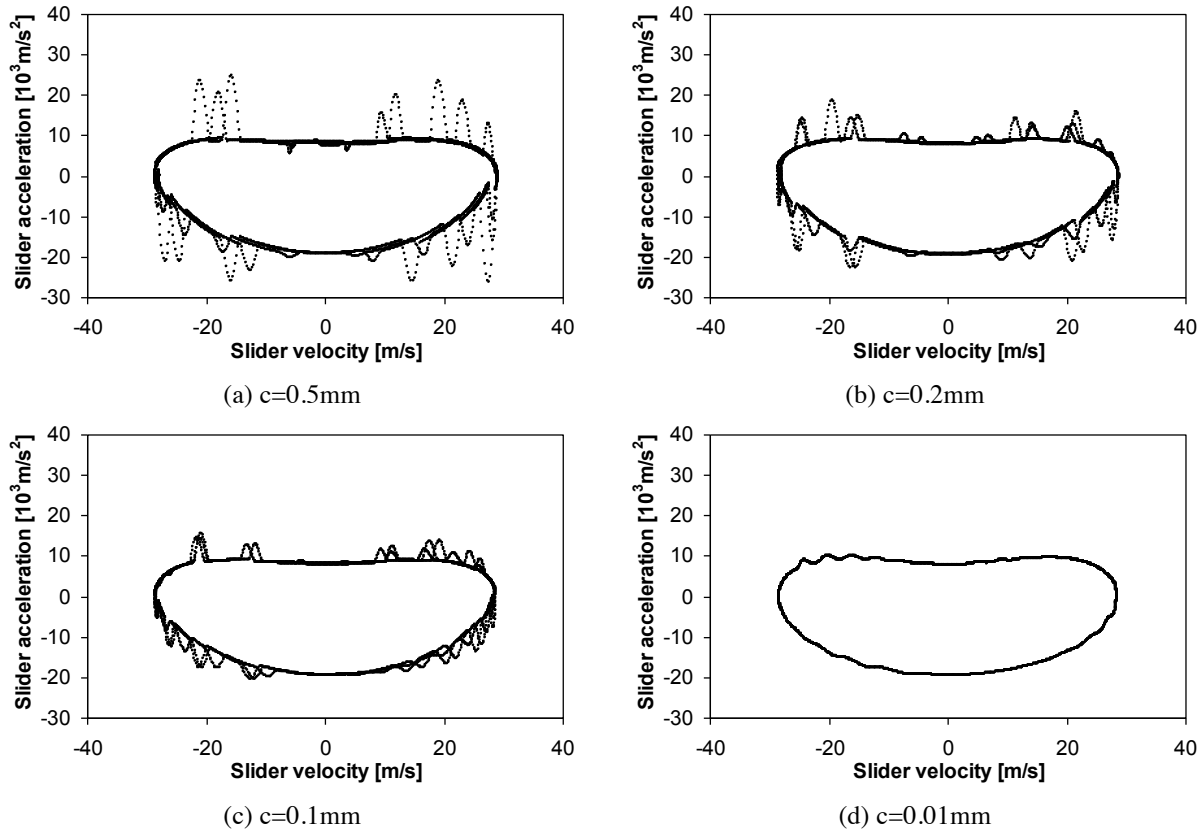 40
30
20
10
0
-10
-20
-30
-40 -20 0 20 40
Slider acceleration [10³m/s²]
Slider velocity [m/s]
(a) c=0.5mm
40
30
20
10
0
-10
-20
-30
-40 -20 0 20 40
Slider acceleration [10³m/s²]
Slider velocity [m/s]
(b) c=0.2mm
40
30
20
10
0
-10
-20
-30
-40 -20 0 20 40
Slider acceleration [10³m/s²]
Slider velocity [m/s]
(c) c=0.1mm
40
30
20
10
0
-10
-20
-30
-40 -20 0 20 40
Slider acceleration [10³m/s²]
Slider velocity [m/s]
(d) c=0.01mm